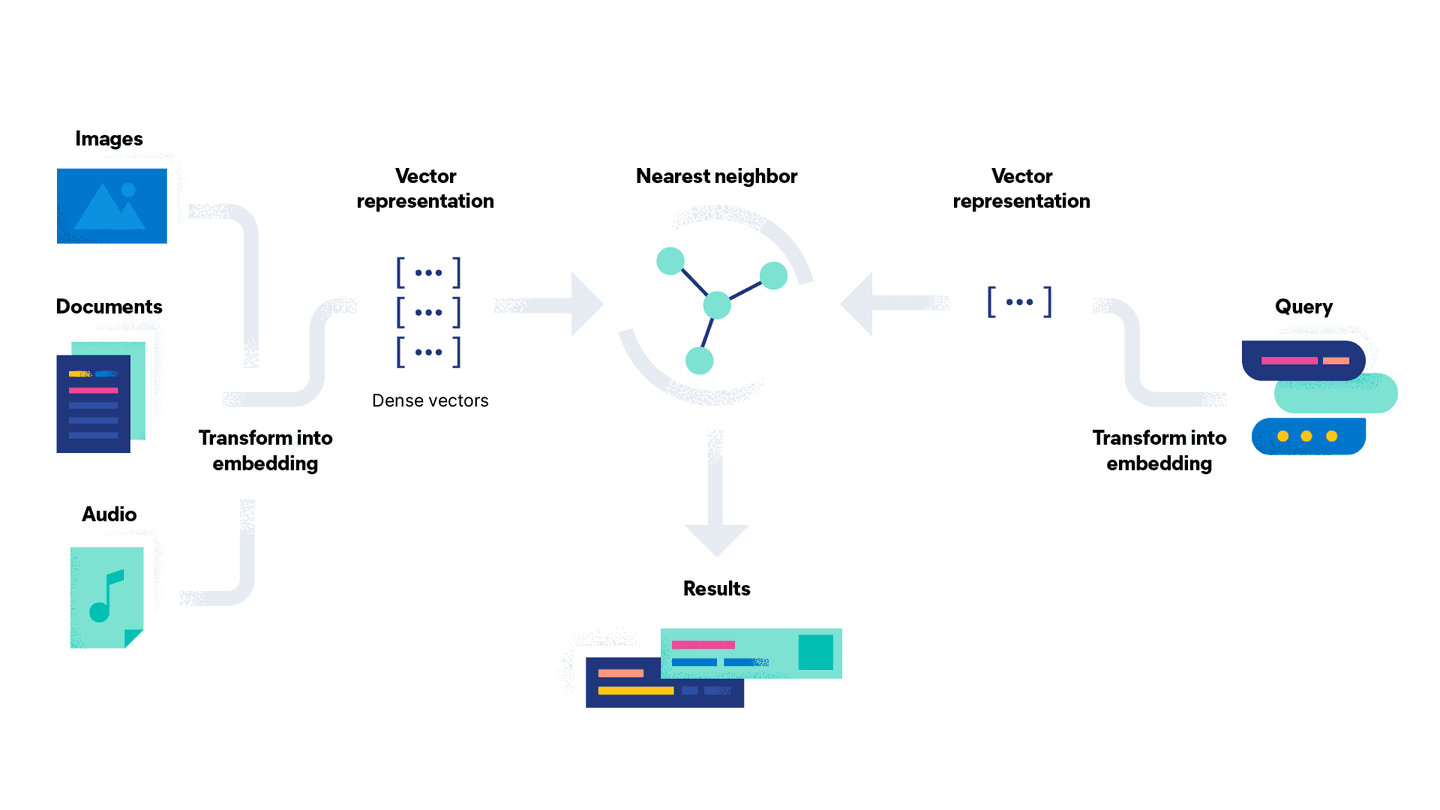 Images
Documents
Audio
Transform into
embedding
Vector
representation
[•••]
[•••]
[•••]
Dense vectors
Nearest neighbor
Results
Vector
representation
[•••]
Transform into
embedding
Query